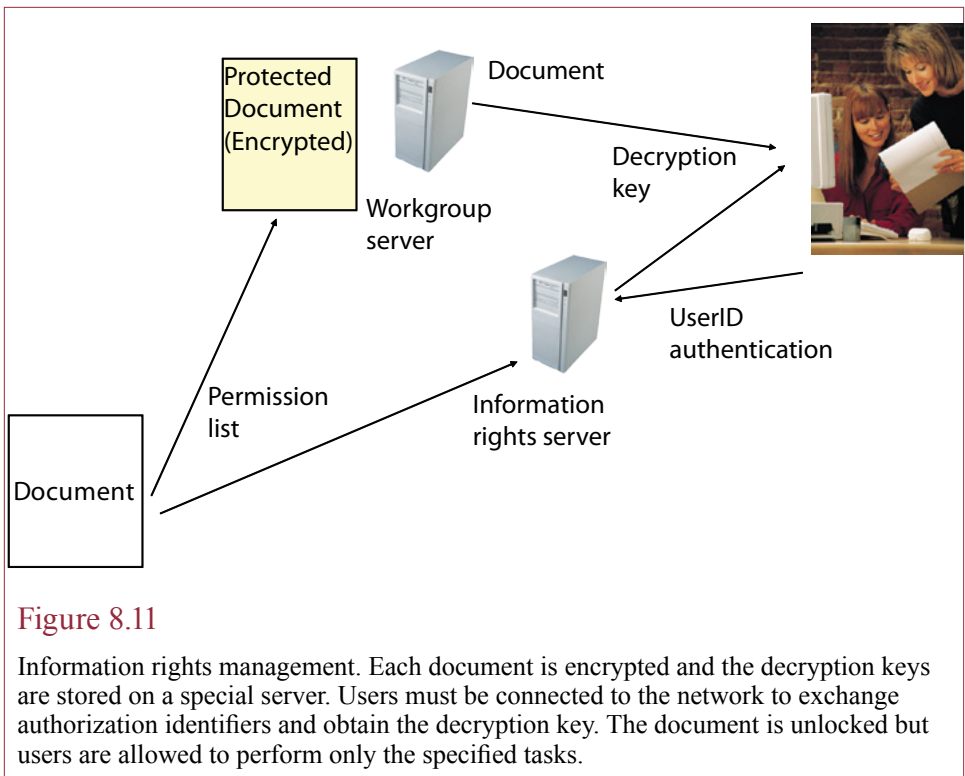 Protected
Document
(Encrypted)
Document
Workgroup
server
Decryption
key
UserID
authentication
Permission
list
Information
rights server
Document
Figure 8.11
Information rights management. Each document is encrypted and the decryption keys
are stored on a special server. Users must be connected to the network to exchange
authorization identifiers and obtain the decryption key. The document is unlocked but
users are allowed to perform only the specified tasks.